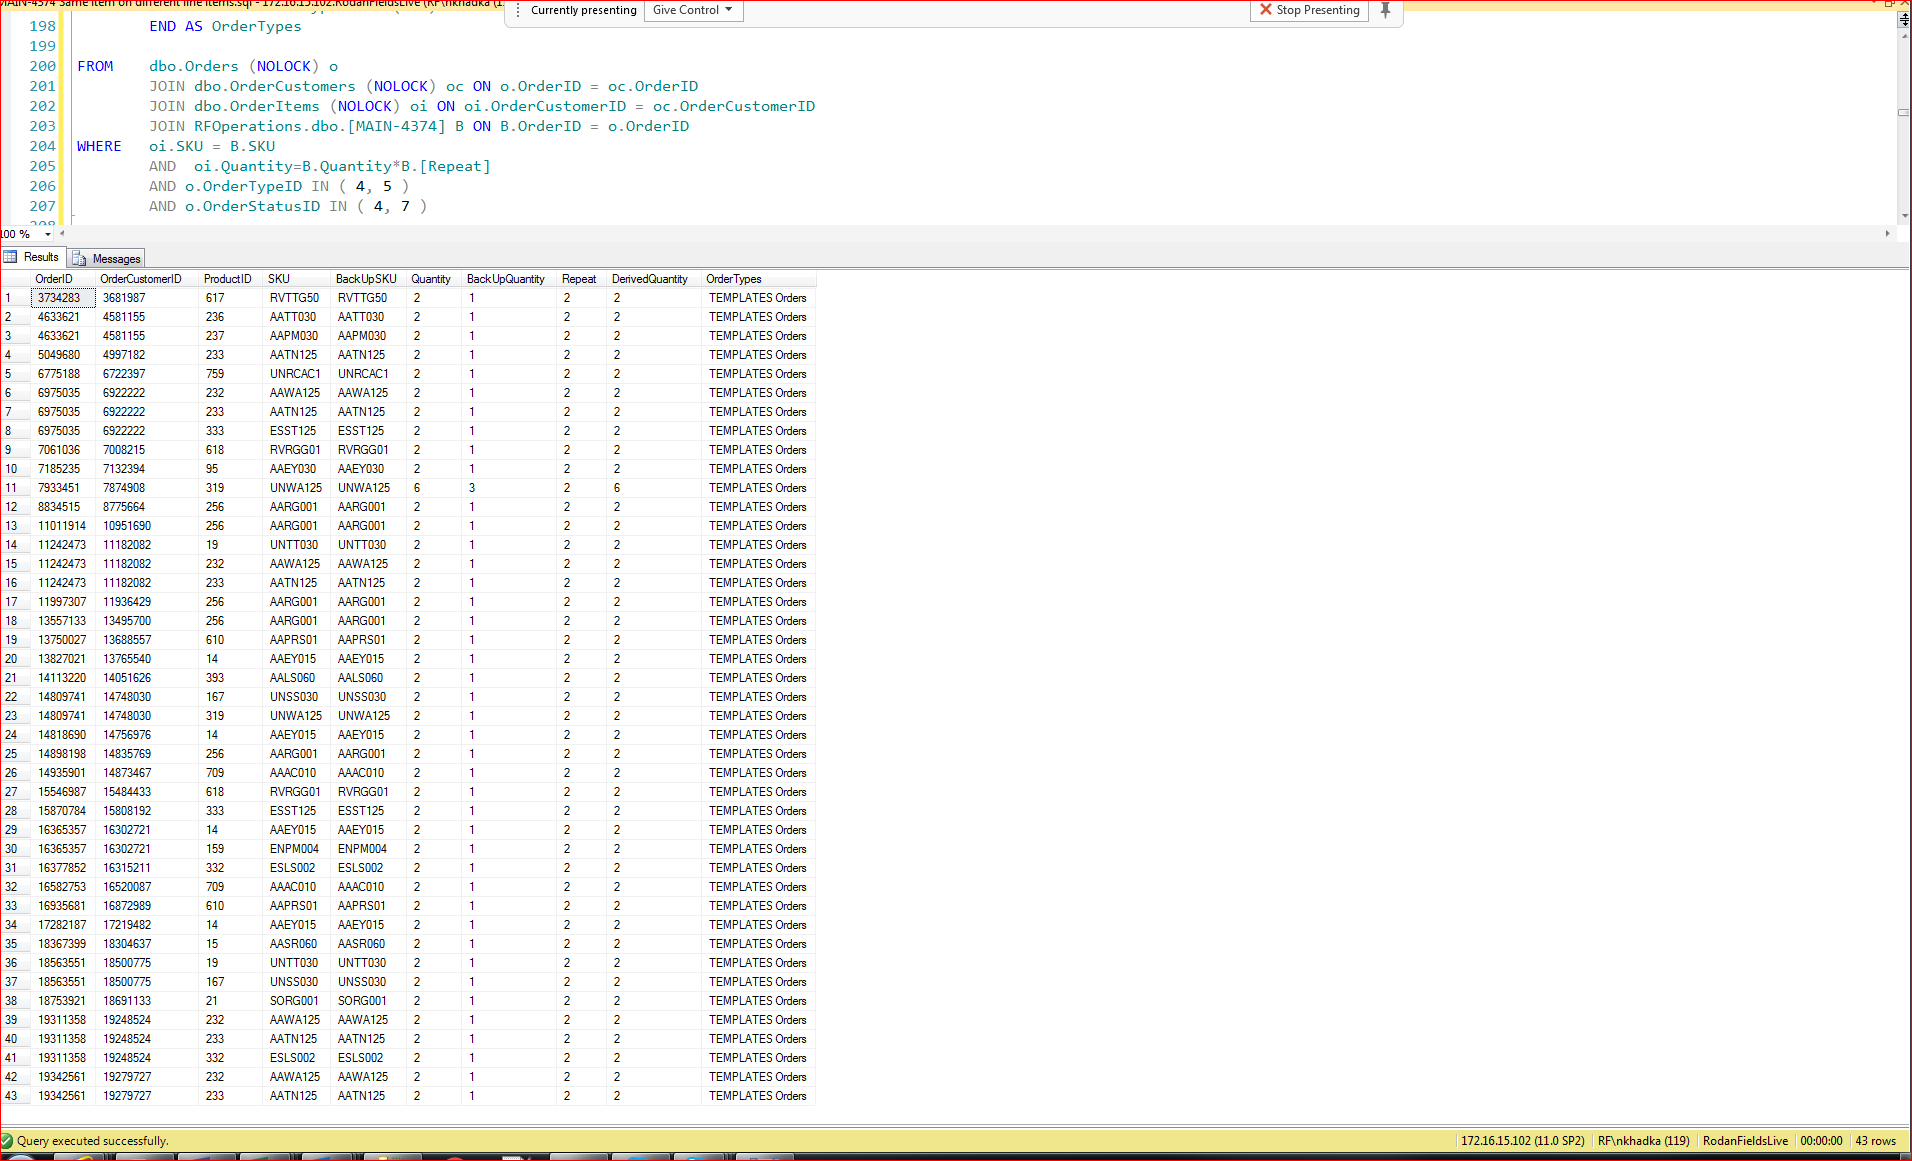 MAIN-4374 Same item on different line items.sql - 172.16.15.102.RodanFieldsLive (RF\nkhadka (1
Currently presenting Give Control Stop Presenting
198 END AS OrderTypes
199
200 FROM dbo.Orders (NOLOCK) o
201 JOIN dbo.OrderCustomers (NOLOCK) oc ON o.OrderID = oc.OrderID
202 JOIN dbo.OrderItems (NOLOCK) oi ON oi.OrderCustomerID = oc.OrderCustomerID
203 JOIN RFOperations.dbo.[MAIN-4374] B ON B.OrderID = o.OrderID
204 WHERE oi.SKU = B.SKU
205 AND oi.Quantity=B.Quantity*B.[Repeat]
206 AND o.OrderTypeID IN ( 4, 5 )
207 AND o.OrderStatusID IN ( 4, 7 )
208
100 %
Results Messages
OrderID OrderCustomerID ProductID SKU BackUpSKU Quantity BackUpQuantity Repeat DerivedQuantity OrderTypes
1 3734283 3681987 617 RVTTG50 RVTTG50 2 1 2 2 TEMPLATES Orders
2 4633621 4581155 236 AATT030 AATT030 2 1 2 2 TEMPLATES Orders
3 4633621 4581155 237 AAPM030 AAPM030 2 1 2 2 TEMPLATES Orders
4 5049680 4997182 233 AATN125 AATN125 2 1 2 2 TEMPLATES Orders
5 6775188 6722397 759 UNRCAC1 UNRCAC1 2 1 2 2 TEMPLATES Orders
6 6975035 6922222 232 AAWA125 AAWA125 2 1 2 2 TEMPLATES Orders
7 6975035 6922222 233 AATN125 AATN125 2 1 2 2 TEMPLATES Orders
8 6975035 6922222 333 ESST125 ESST125 2 1 2 2 TEMPLATES Orders
9 7061036 7008215 618 RVRGG01 RVRGG01 2 1 2 2 TEMPLATES Orders
10 7185235 7132394 95 AAEY030 AAEY030 2 1 2 2 TEMPLATES Orders
11 7933451 7874908 319 UNWA125 UNWA125 6 3 2 6 TEMPLATES Orders
12 8834515 8775664 256 AARG001 AARG001 2 1 2 2 TEMPLATES Orders
13 11011914 10951690 256 AARG001 AARG001 2 1 2 2 TEMPLATES Orders
14 11242473 11182082 19 UNTT030 UNTT030 2 1 2 2 TEMPLATES Orders
15 11242473 11182082 232 AAWA125 AAWA125 2 1 2 2 TEMPLATES Orders
16 11242473 11182082 233 AATN125 AATN125 2 1 2 2 TEMPLATES Orders
17 11997307 11936429 256 AARG001 AARG001 2 1 2 2 TEMPLATES Orders
18 13557133 13495700 256 AARG001 AARG001 2 1 2 2 TEMPLATES Orders
19 13750027 13688557 610 AAPRS01 AAPRS01 2 1 2 2 TEMPLATES Orders
20 13827021 13765540 14 AAEY015 AAEY015 2 1 2 2 TEMPLATES Orders
21 14113220 14051626 393 AALS060 AALS060 2 1 2 2 TEMPLATES Orders
22 14809741 14748030 167 UNSS030 UNSS030 2 1 2 2 TEMPLATES Orders
23 14809741 14748030 319 UNWA125 UNWA125 2 1 2 2 TEMPLATES Orders
24 14818690 14756976 14 AAEY015 AAEY015 2 1 2 2 TEMPLATES Orders
25 14898198 14835769 256 AARG001 AARG001 2 1 2 2 TEMPLATES Orders
26 14935901 14873467 709 AAAC010 AAAC010 2 1 2 2 TEMPLATES Orders
27 15546987 15484433 618 RVRGG01 RVRGG01 2 1 2 2 TEMPLATES Orders
28 15870784 15808192 333 ESST125 ESST125 2 1 2 2 TEMPLATES Orders
29 16365357 16302721 14 AAEY015 AAEY015 2 1 2 2 TEMPLATES Orders
30 16365357 16302721 159 ENPM004 ENPM004 2 1 2 2 TEMPLATES Orders
31 16377852 16315211 332 ESLS002 ESLS002 2 1 2 2 TEMPLATES Orders
32 16582753 16520087 709 AAAC010 AAAC010 2 1 2 2 TEMPLATES Orders
33 16935681 16872989 610 AAPRS01 AAPRS01 2 1 2 2 TEMPLATES Orders
34 17282187 17219482 14 AAEY015 AAEY015 2 1 2 2 TEMPLATES Orders
35 18367399 18304637 15 AASR060 AASR060 2 1 2 2 TEMPLATES Orders
36 18563551 18500775 19 UNTT030 UNTT030 2 1 2 2 TEMPLATES Orders
37 18563551 18500775 167 UNSS030 UNSS030 2 1 2 2 TEMPLATES Orders
38 18753921 18691133 21 SORG001 SORG001 2 1 2 2 TEMPLATES Orders
39 19311358 19248524 232 AAWA125 AAWA125 2 1 2 2 TEMPLATES Orders
40 19311358 19248524 233 AATN125 AATN125 2 1 2 2 TEMPLATES Orders
41 19311358 19248524 332 ESLS002 ESLS002 2 1 2 2 TEMPLATES Orders
42 19342561 19279727 232 AAWA125 AAWA125 2 1 2 2 TEMPLATES Orders
43 19342561 19279727 233 AATN125 AATN125 2 1 2 2 TEMPLATES Orders
Query executed successfully. 172.16.15.102 (11.0 SP2) RF\nkhadka (119) RodanFieldsLive 00:00:00 43 rows